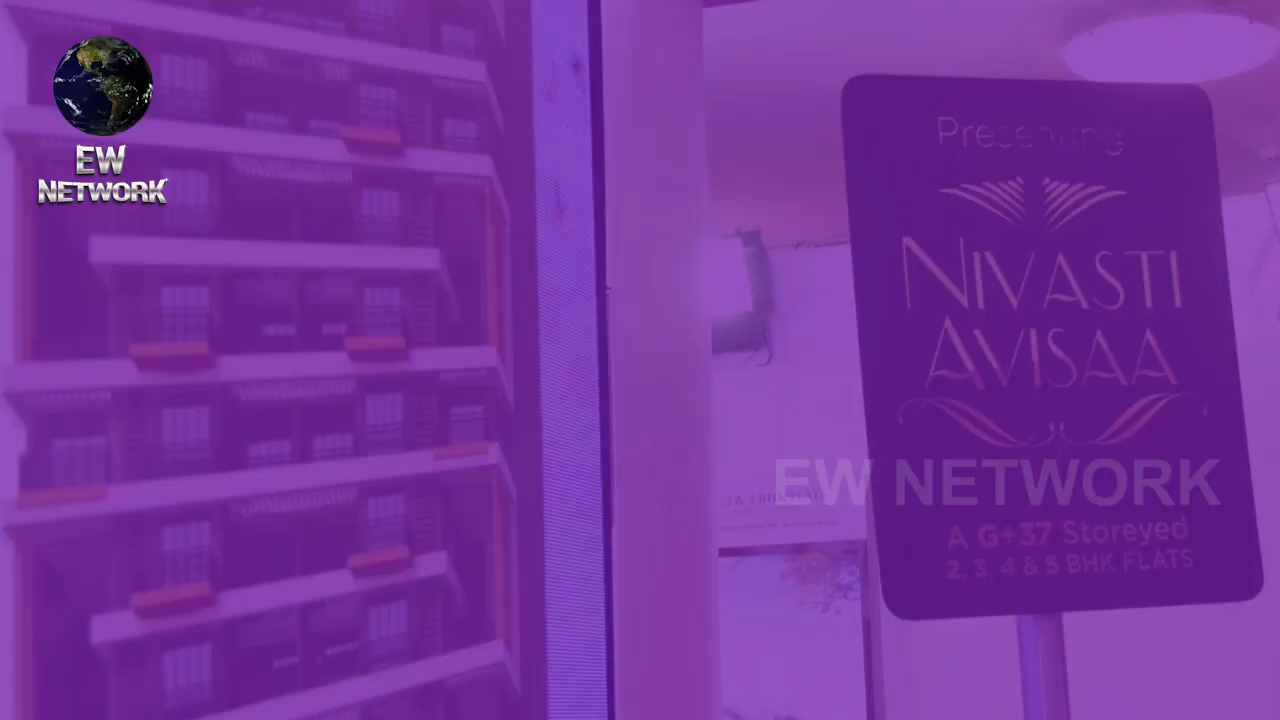 EW
NETWORK
Presenting
NIVASTI
AVISAA
EW NETWORK
A G+37 Storeyed
2, 3, 4 & 5 BHK FLATS